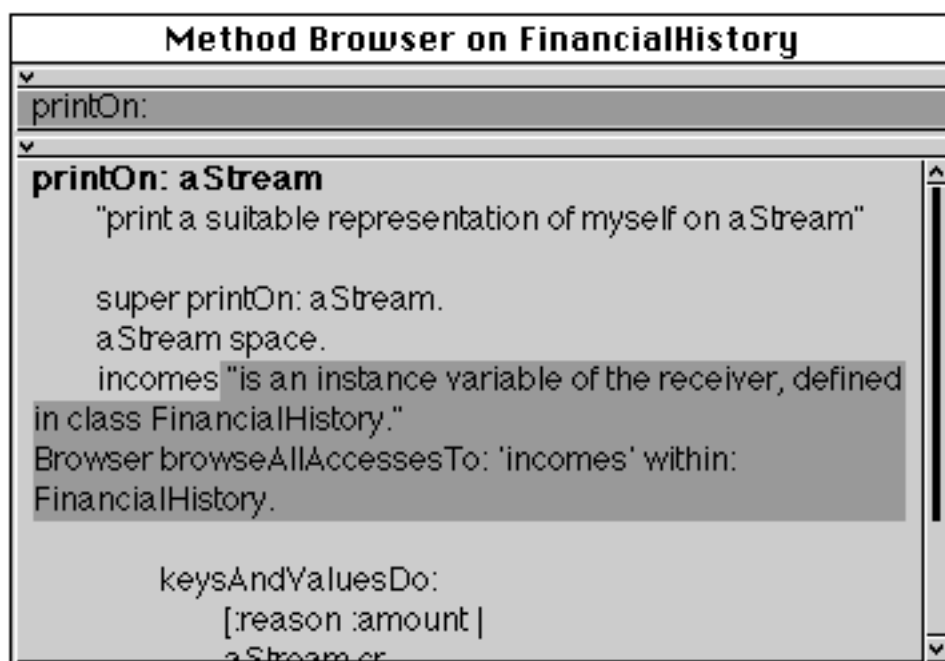 Method Browser on FinancialHistory
printOn:
printOn: aStream
"print a suitable representation of myself on aStream"
super printOn: aStream.
aStream space.
incomes "is an instance variable of the receiver, defined
in class FinancialHistory."
Browser browseAllAccessesTo: 'incomes' within:
FinancialHistory.
keysAndValuesDo:
[:reason :amount |
aStream cr